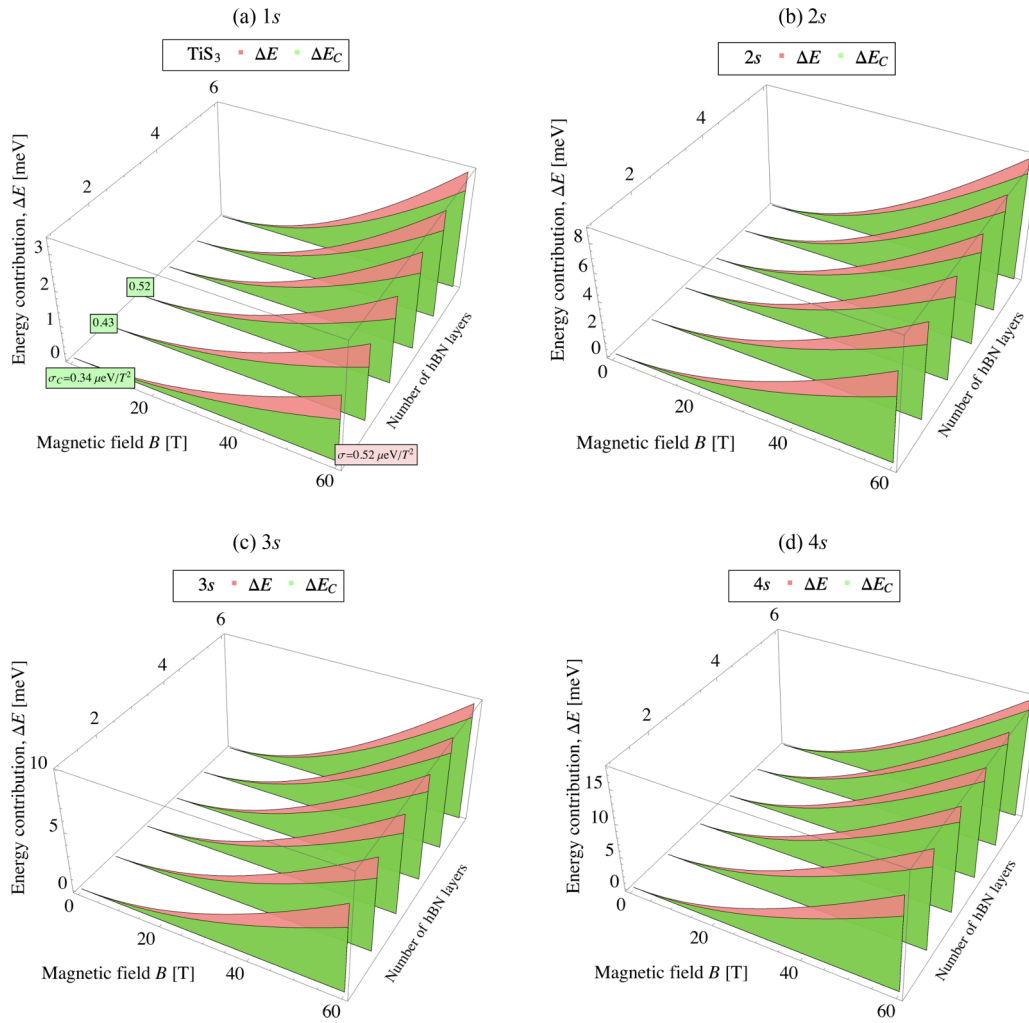 (a) 1s
TiS₃ ΔE ΔE_C
6
4
2
Energy contribution, ΔE [meV]
3
2
1
0
0.52
0.43
σ_C=0.34 μeV/T²
20
40
60
σ=0.52 μeV/T²
Magnetic field B [T]
Number of hBN layers
(b) 2s
2s ΔE ΔE_C
6
4
2
Energy contribution, ΔE [meV]
8
6
4
2
0
0
20
40
60
Magnetic field B [T]
Number of hBN layers
(c) 3s
3s ΔE ΔE_C
6
4
2
Energy contribution, ΔE [meV]
10
5
0
0
20
40
60
Magnetic field B [T]
Number of hBN layers
(d) 4s
4s ΔE ΔE_C
6
4
2
Energy contribution, ΔE [meV]
15
10
5
0
0
20
40
60
Magnetic field B [T]
Number of hBN layers